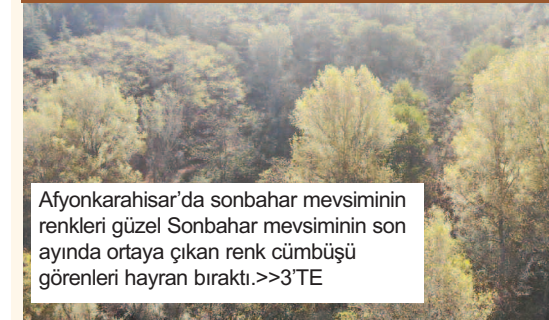 Afyonkarahisar’da sonbahar mevsiminin
renkleri güzel Sonbahar mevsiminin son
ayında ortaya çıkan renk cümbüşü
görenleri hayran bıraktı.>>3’TE